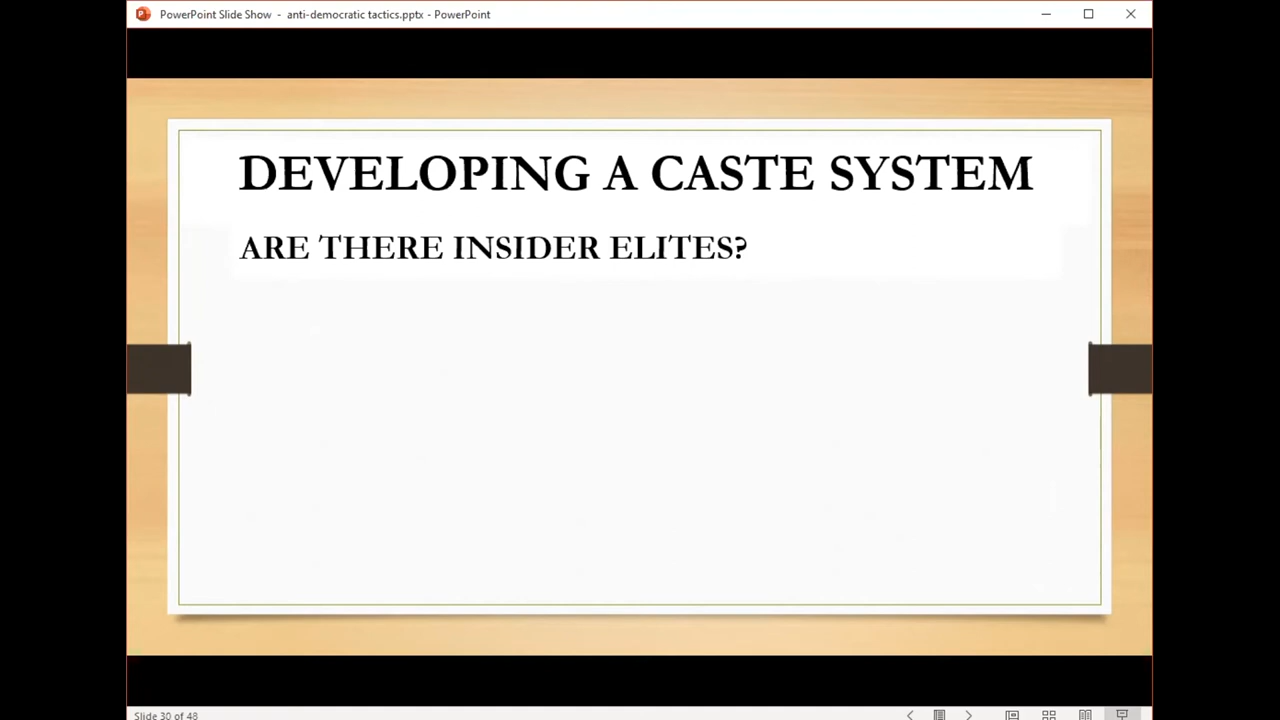 PowerPoint Slide Show - anti-democratic tactics.pptx - PowerPoint
DEVELOPING A CASTE SYSTEM
ARE THERE INSIDER ELITES?
Slide 30 of 48